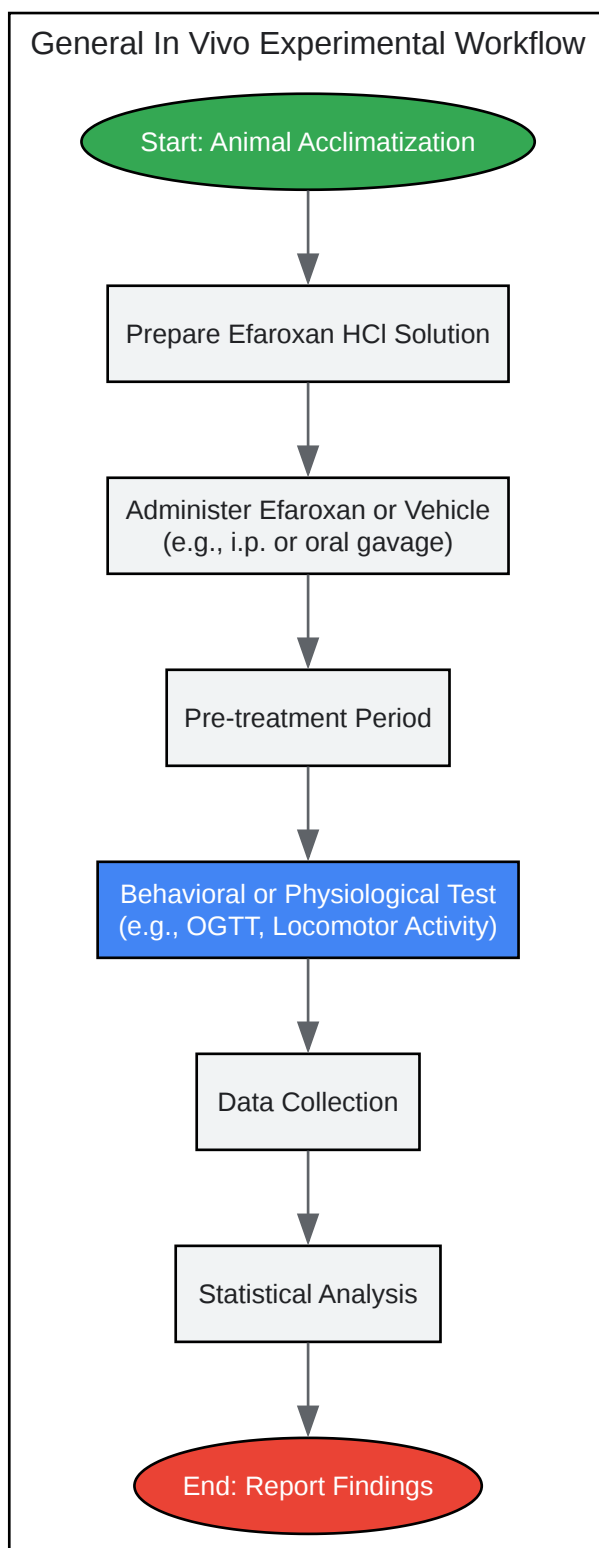 General In Vivo Experimental Workflow
Start: Animal Acclimatization
Prepare Efaroxan HCl Solution
Administer Efaroxan or Vehicle
(e.g., i.p. or oral gavage)
Pre-treatment Period
Behavioral or Physiological Test
(e.g., OGTT, Locomotor Activity)
Data Collection
Statistical Analysis
End: Report Findings